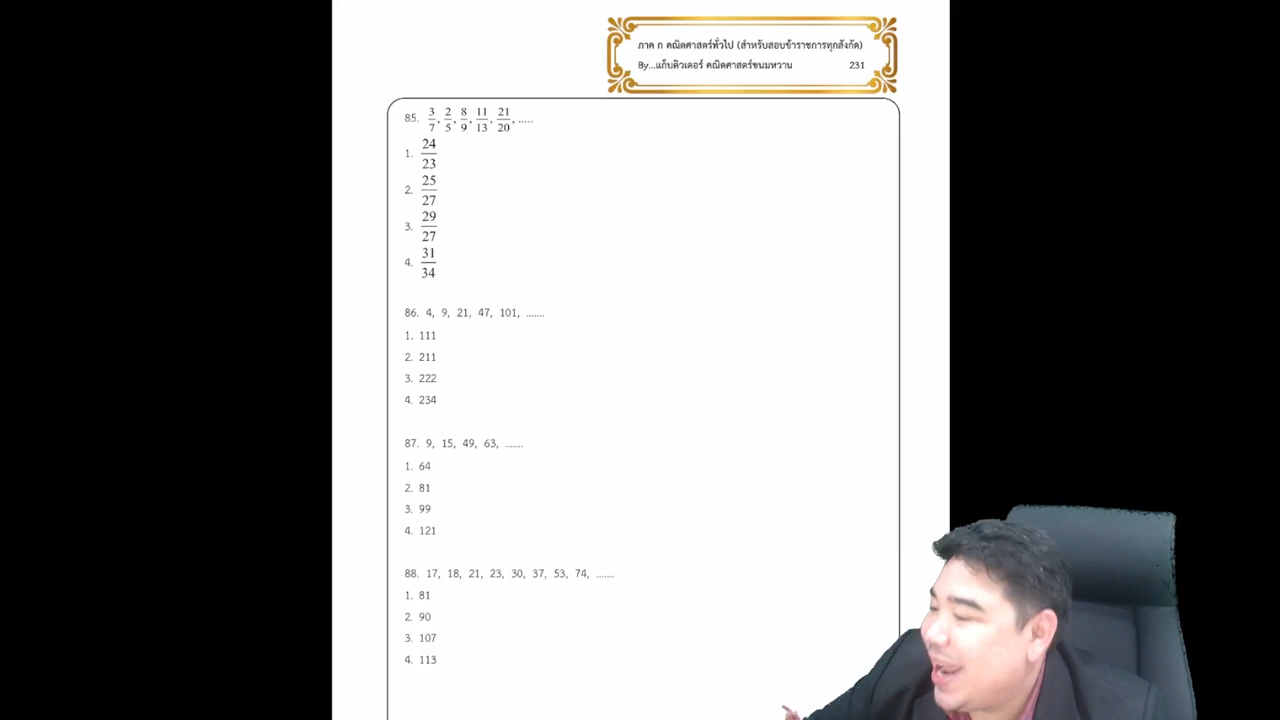 ภาค ก คณิตศาสตร์ทั่วไป (สำหรับสอบข้าราชการทุกสังกัด)
By...แก็บติวเตอร์ คณิตศาสตร์ขนมหวาน 231
85. 3/7, 2/5, 8/9, 11/13, 21/20, .....
1. 24/23
2. 25/27
3. 29/27
4. 31/34
86. 4, 9, 21, 47, 101, .......
1. 111
2. 211
3. 222
4. 234
87. 9, 15, 49, 63, .......
1. 64
2. 81
3. 99
4. 121
88. 17, 18, 21, 23, 30, 37, 53, 74, .......
1. 81
2. 90
3. 107
4. 113